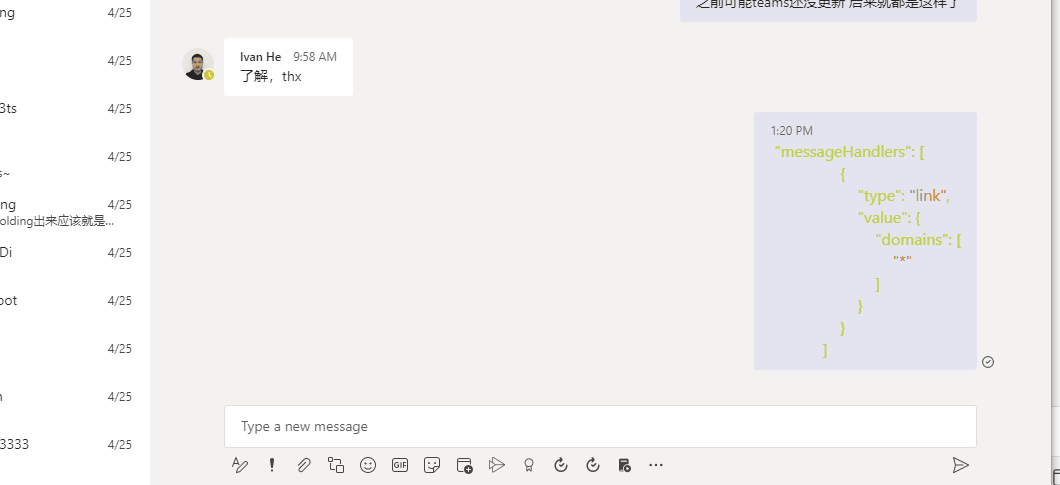 ng 4/25
之前可能teams还没更新 后来就都是这样了
4/25
Ivan He 9:58 AM
了解，thx
3ts 4/25
1:20 PM
"messageHandlers": [
4/25
s~
{
"type": "link",
ng 4/25
olding出来应该就是...
"value": {
"domains": [
Di 4/25
"*"
]
oot 4/25
}
}
4/25
]
n 4/25
Type a new message
3333 4/25
GIF